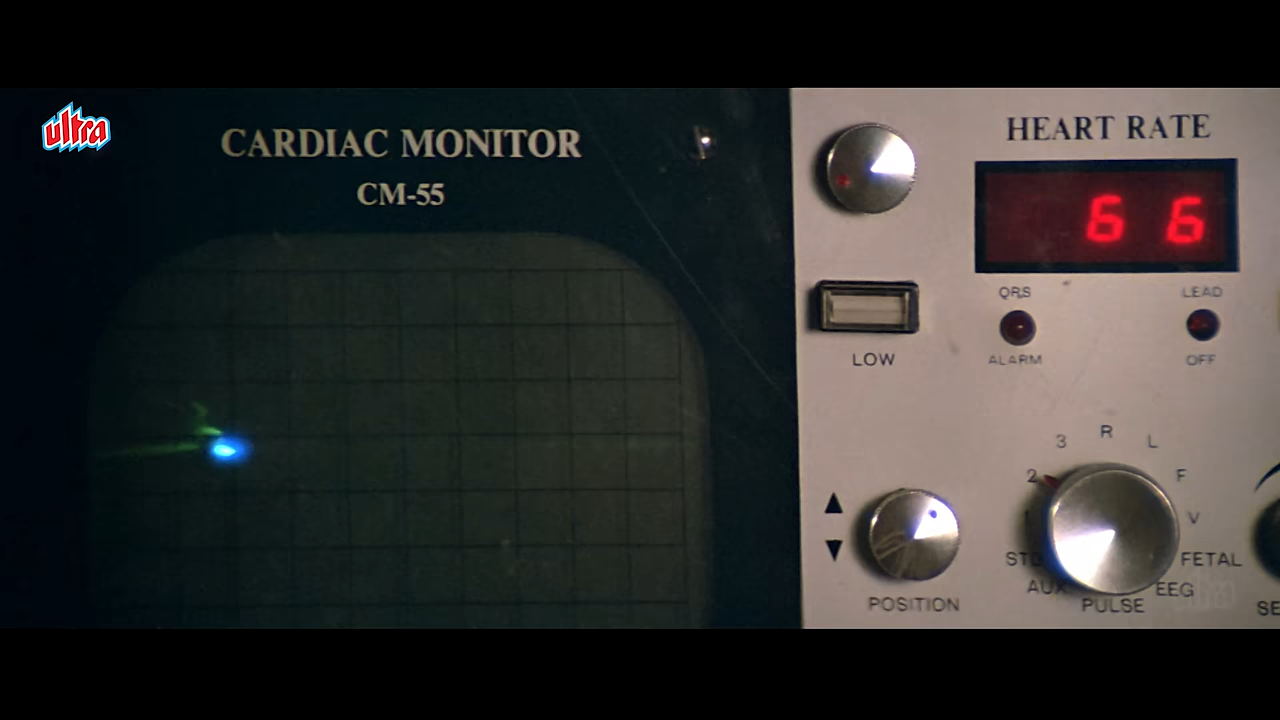 ultra
CARDIAC MONITOR
CM-55
HEART RATE
66
QRS
LEAD
ALARM
OFF
LOW
3
R
L
2
F
V
STD
FETAL
AUX
EEG
PULSE
POSITION